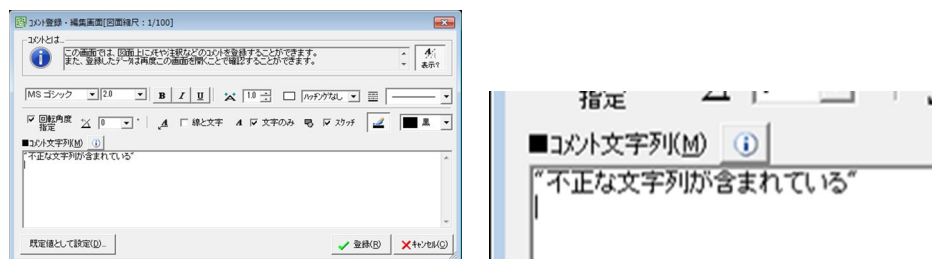 コメント登録・編集画面[図面縮尺：1/100]
コメントとは...
この画面では、図面上にメモや注釈などのコメントを登録することができます。
また、登録したデータは再度この画面を開くことで確認することができます。
表示?
MS ゴシック 2.0 B I U 1.0 ハッチングなし
回転角度指定 0 ° 線と文字 A 文字のみ スケッチ 黒
■コメント文字列(M)
"不正な文字列が含まれている"
既定値として設定(D)... 登録(R) キャンセル(C)
指定
■コメント文字列(M)
"不正な文字列が含まれている"